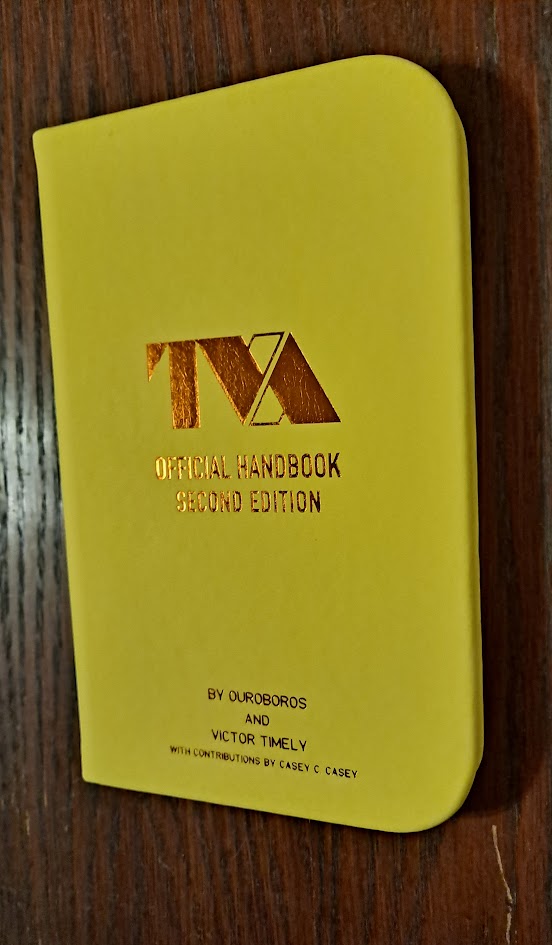 TVA
OFFICIAL HANDBOOK
SECOND EDITION
BY OUROBOROS
AND
VICTOR TIMELY
WITH CONTRIBUTIONS BY CASEY C CASEY